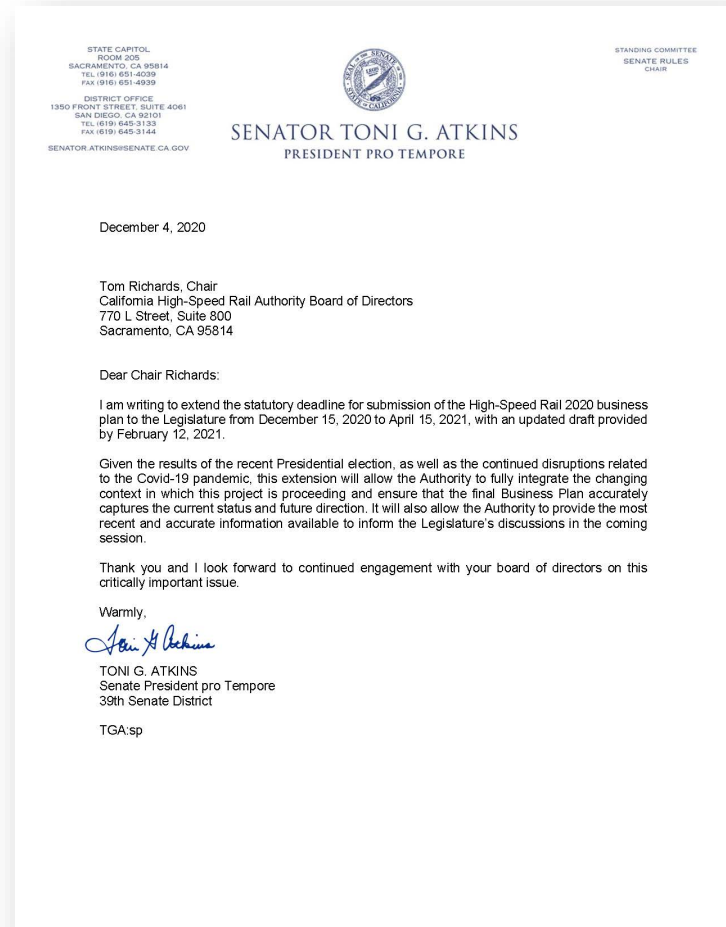 STATE CAPITOL
ROOM 205
SACRAMENTO, CA 95814
TEL (916) 651-4039
FAX (916) 651-4939
DISTRICT OFFICE
1350 FRONT STREET, SUITE 4061
SAN DIEGO, CA 92101
TEL (619) 645-3133
FAX (619) 645-3144
SENATOR.ATKINS@SENATE.CA.GOV
SEAL OF THE SENATE
STATE OF CALIFORNIA
SENATOR TONI G. ATKINS
PRESIDENT PRO TEMPORE
STANDING COMMITTEE
SENATE RULES
CHAIR
December 4, 2020
Tom Richards, Chair
California High-Speed Rail Authority Board of Directors
770 L Street, Suite 800
Sacramento, CA 95814
Dear Chair Richards:
I am writing to extend the statutory deadline for submission of the High-Speed Rail 2020 business
plan to the Legislature from December 15, 2020 to April 15, 2021, with an updated draft provided
by February 12, 2021.
Given the results of the recent Presidential election, as well as the continued disruptions related
to the Covid-19 pandemic, this extension will allow the Authority to fully integrate the changing
context in which this project is proceeding and ensure that the final Business Plan accurately
captures the current status and future direction. It will also allow the Authority to provide the most
recent and accurate information available to inform the Legislature's discussions in the coming
session.
Thank you and I look forward to continued engagement with your board of directors on this
critically important issue.
Warmly,
Toni G Atkins
TONI G. ATKINS
Senate President pro Tempore
39th Senate District
TGA:sp